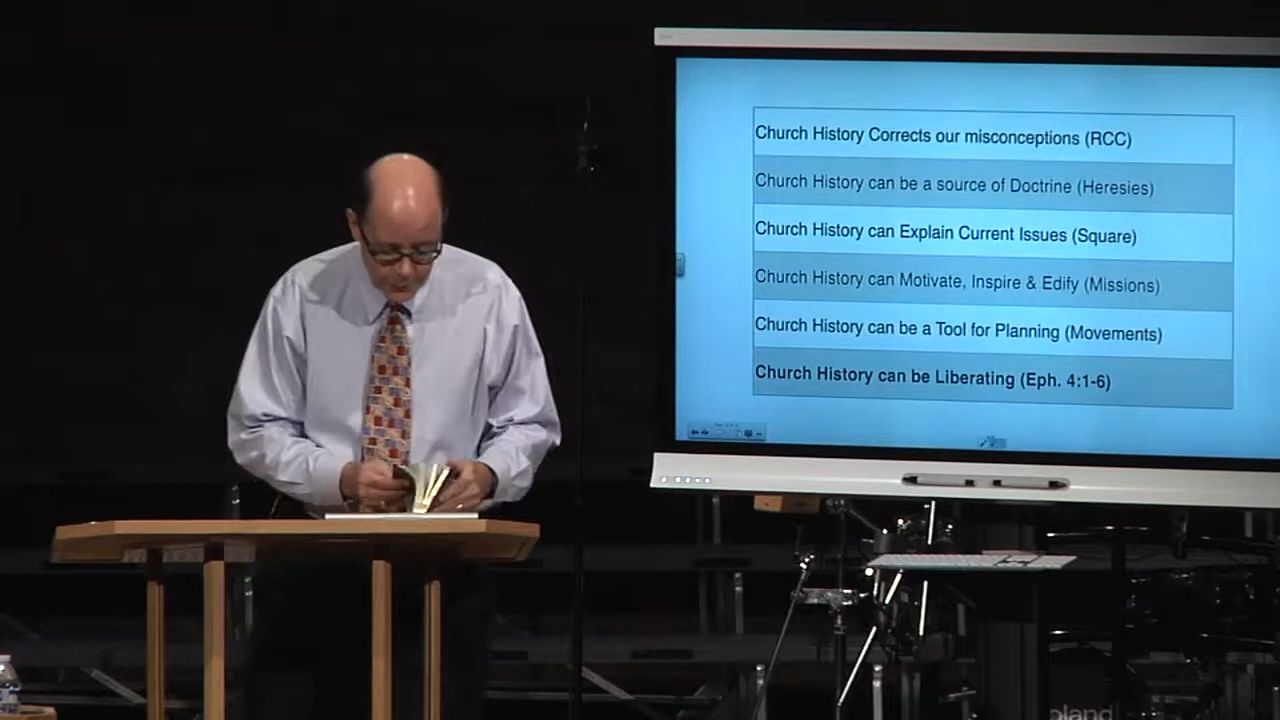 Church History Corrects our misconceptions (RCC)
Church History can be a source of Doctrine (Heresies)
Church History can Explain Current Issues (Square)
Church History can Motivate, Inspire & Edify (Missions)
Church History can be a Tool for Planning (Movements)
Church History can be Liberating (Eph. 4:1-6)